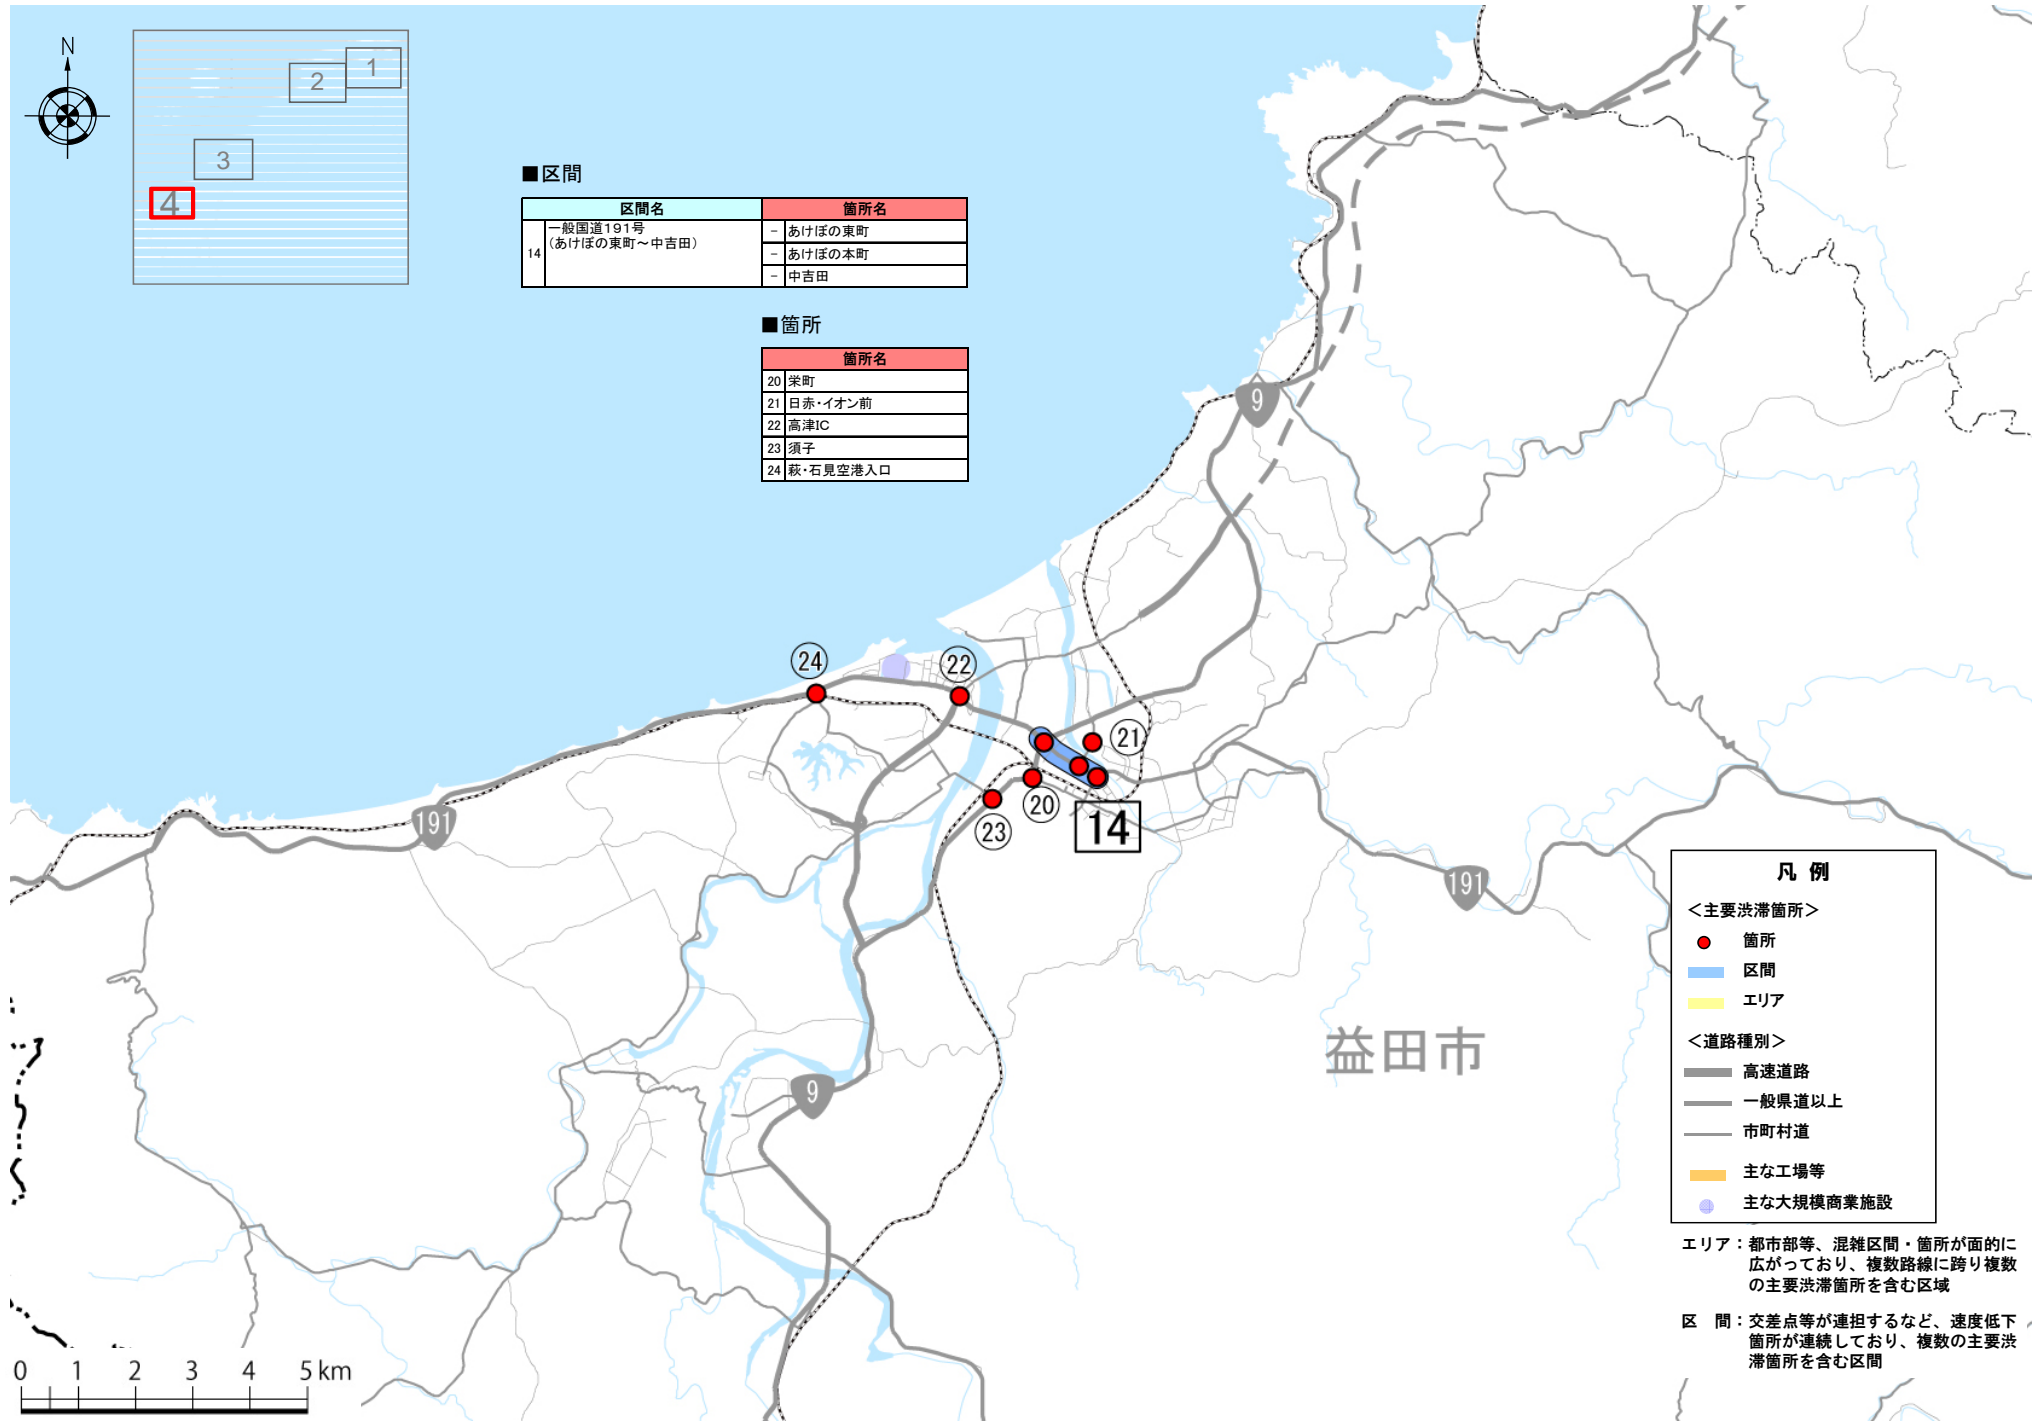 N
1
2
3
4
■区間
区間名
箇所名
14
一般国道191号
（あけぼの東町～中吉田）
－ あけぼの東町
－ あけぼの本町
－ 中吉田
■箇所
箇所名
20 栄町
21 日赤・イオン前
22 高津IC
23 須子
24 萩・石見空港入口
9
24
22
21
20
23
14
191
191
9
益田市
凡 例
＜主要渋滞箇所＞
箇所
区間
エリア
＜道路種別＞
高速道路
一般県道以上
市町村道
主な工場等
主な大規模商業施設
エリア：都市部等、混雑区間・箇所が面的に
広がっており、複数路線に跨り複数
の主要渋滞箇所を含む区域
区　間：交差点等が連担するなど、速度低下
箇所が連続しており、複数の主要渋
滞箇所を含む区間
0 1 2 3 4 5 km